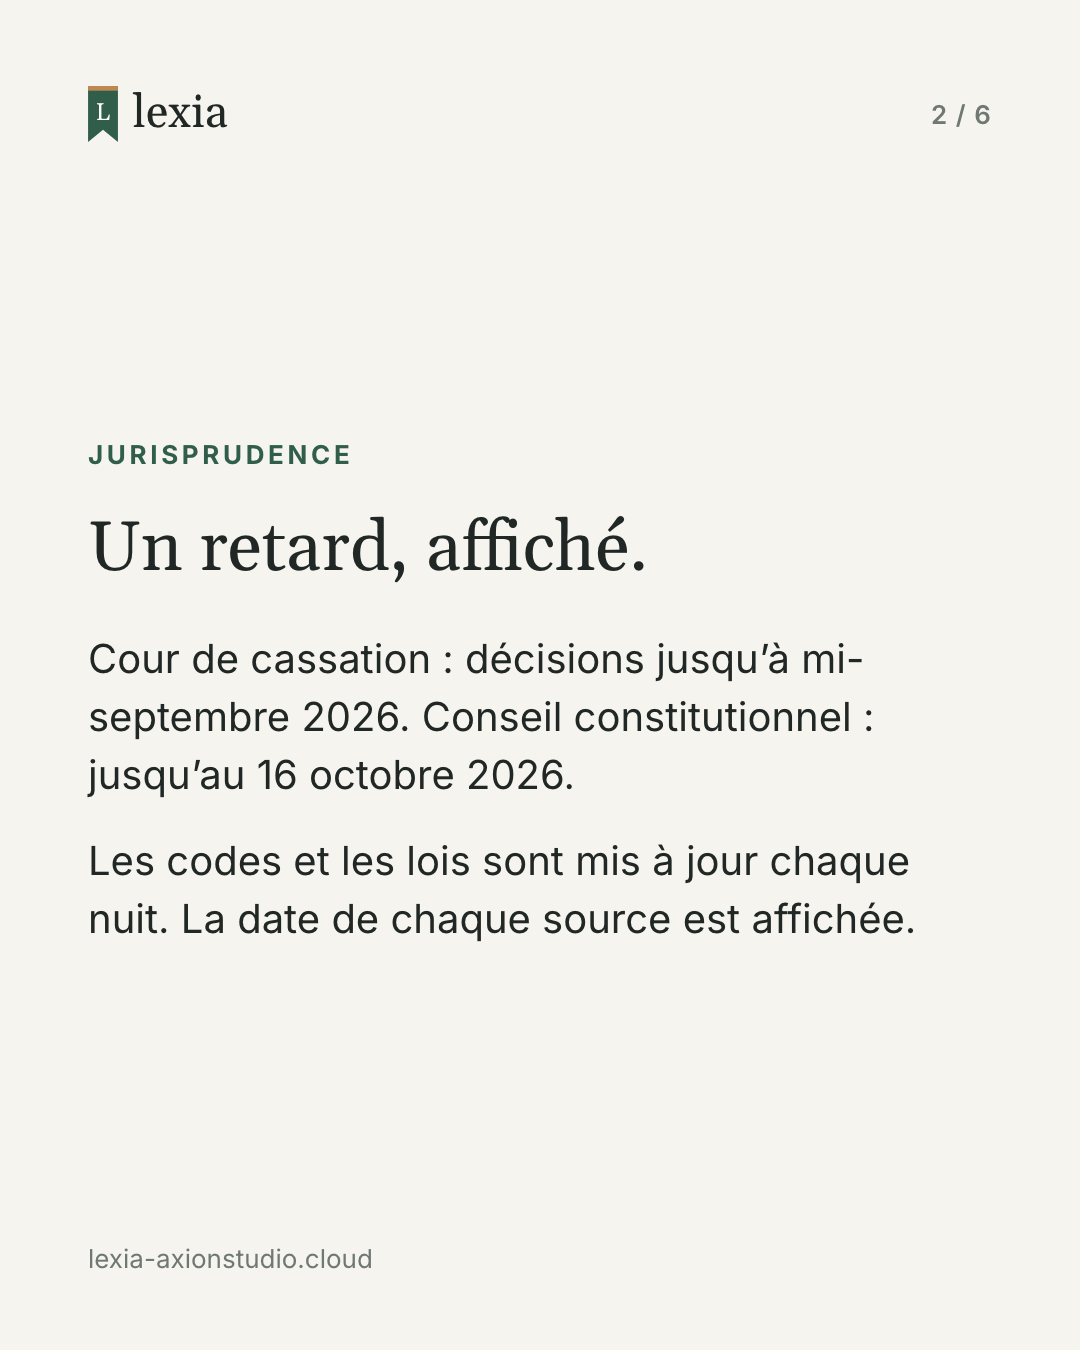 L lexia
2 / 6
JURISPRUDENCE
Un retard, affiché.
Cour de cassation : décisions jusqu’à mi-
septembre 2026. Conseil constitutionnel :
jusqu’au 16 octobre 2026.
Les codes et les lois sont mis à jour chaque
nuit. La date de chaque source est affichée.
lexia-axionstudio.cloud